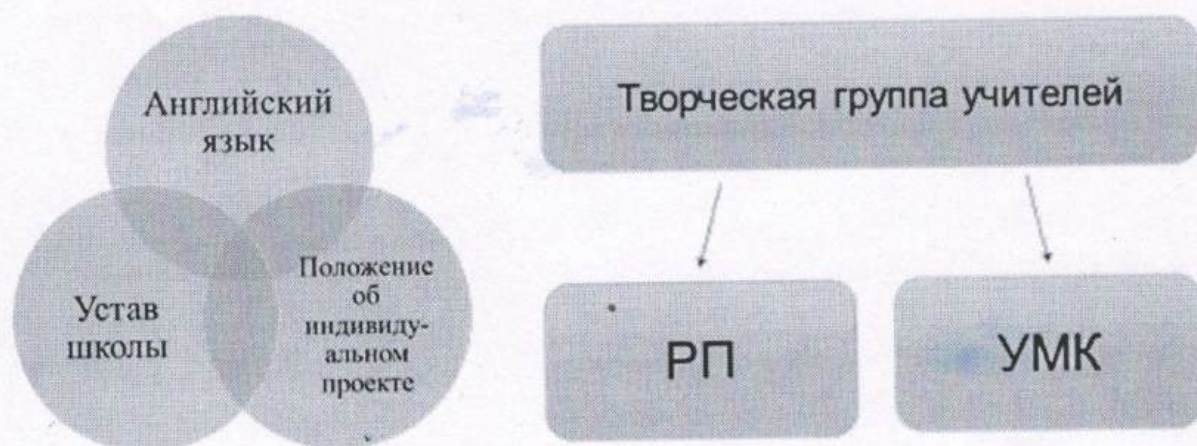 Английский
язык
Устав
школы
Положение
об
индивиду-
альном
проекте
Творческая группа учителей
РП
УМК